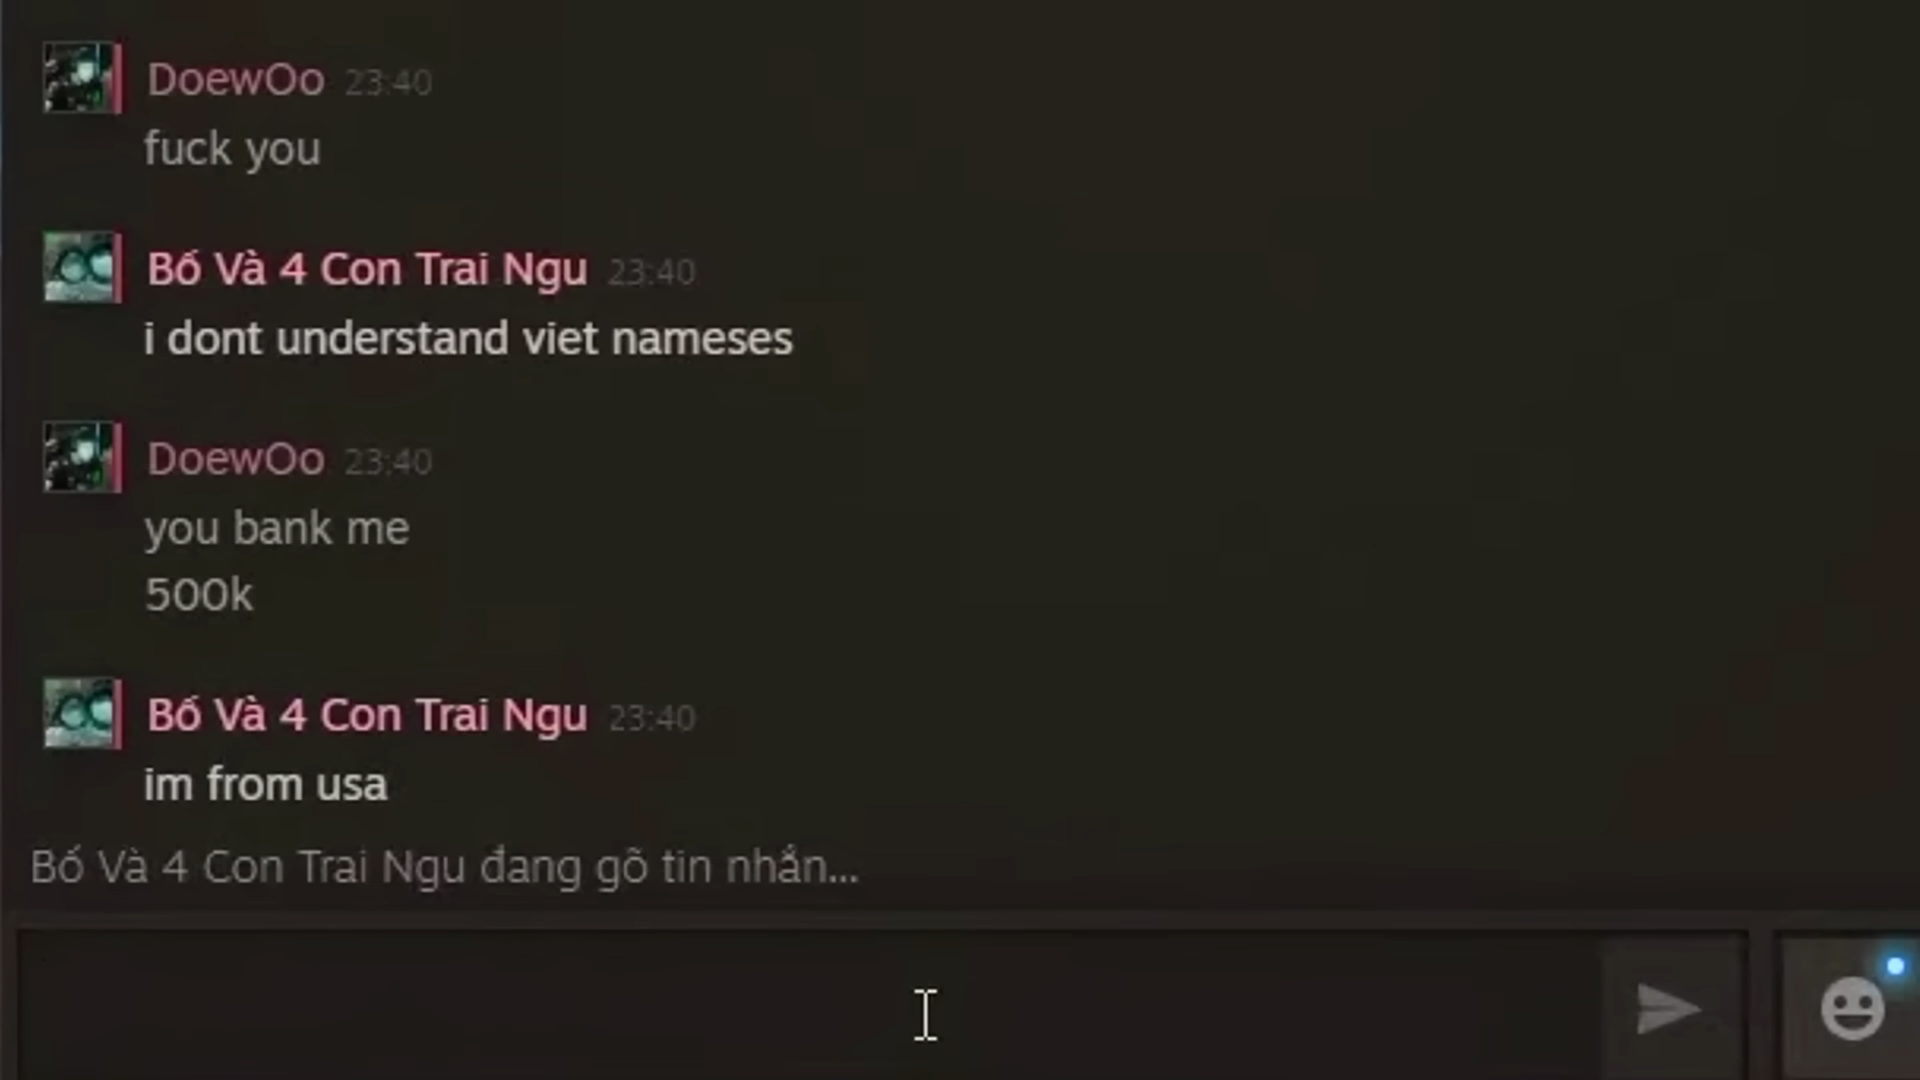 DoewOo 23:40
fuck you
Bố Và 4 Con Trai Ngu 23:40
i dont understand viet nameses
DoewOo 23:40
you bank me
500k
Bố Và 4 Con Trai Ngu 23:40
im from usa
Bố Và 4 Con Trai Ngu đang gõ tin nhắn...